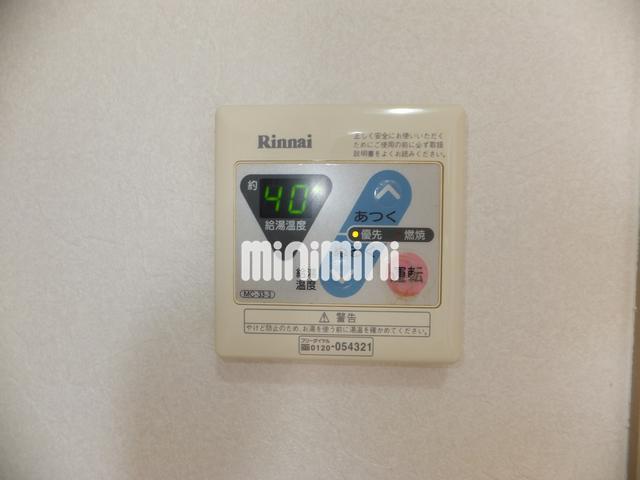 Rinnai
正しく安全にお使いいただく
ためにご使用の前に必ず取扱
説明書をよくお読みください。
約
40
給湯温度
あつく
優先 燃焼
minimini
給湯
温度
運転
MC-33-3
⚠ 警告
やけど防止のため、お湯を使う前に湯温を確かめてください。
フリーダイヤル
0120-054321